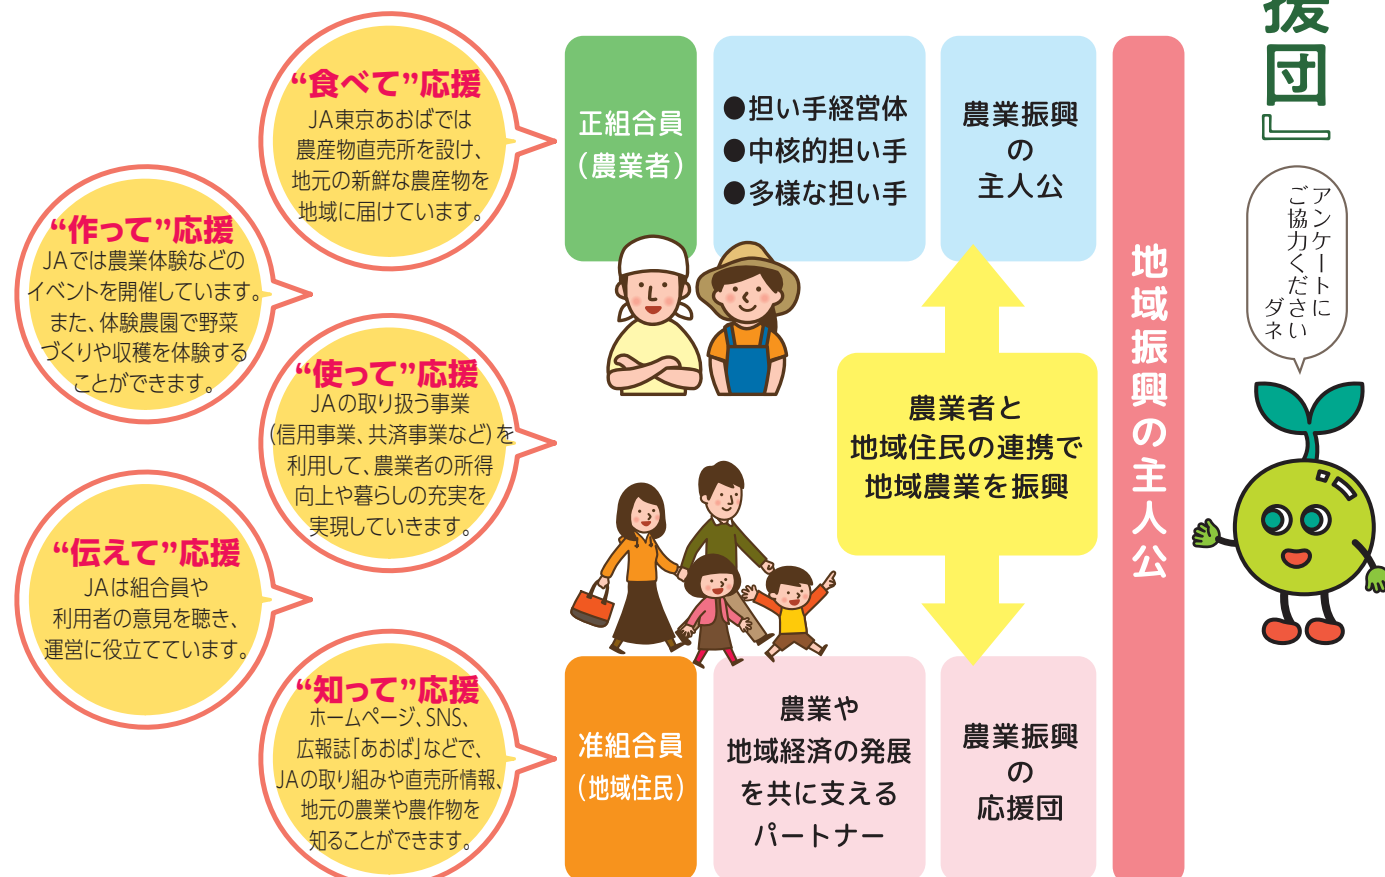 援団』
アンケートに
ご協力ください
ダネ
“食べて”応援
JA東京あおばでは
農産物直売所を設け、
地元の新鮮な農産物を
地域に届けています。
“作って”応援
JAでは農業体験などの
イベントを開催しています。
また、体験農園で野菜
づくりや収穫を体験する
ことができます。
“使って”応援
JAの取り扱う事業
(信用事業、共済事業など)を
利用して、農業者の所得
向上や暮らしの充実を
実現していきます。
“伝えて”応援
JAは組合員や
利用者の意見を聴き、
運営に役立てています。
“知って”応援
ホームページ、SNS、
広報誌「あおば」などで、
JAの取り組みや直売所情報、
地元の農業や農作物を
知ることができます。
正組合員
(農業者)
●担い手経営体
●中核的担い手
●多様な担い手
農業振興
の
主人公
農業者と
地域住民の連携で
地域農業を振興
准組合員
(地域住民)
農業や
地域経済の発展
を共に支える
パートナー
農業振興
の
応援団
地域振興の主人公